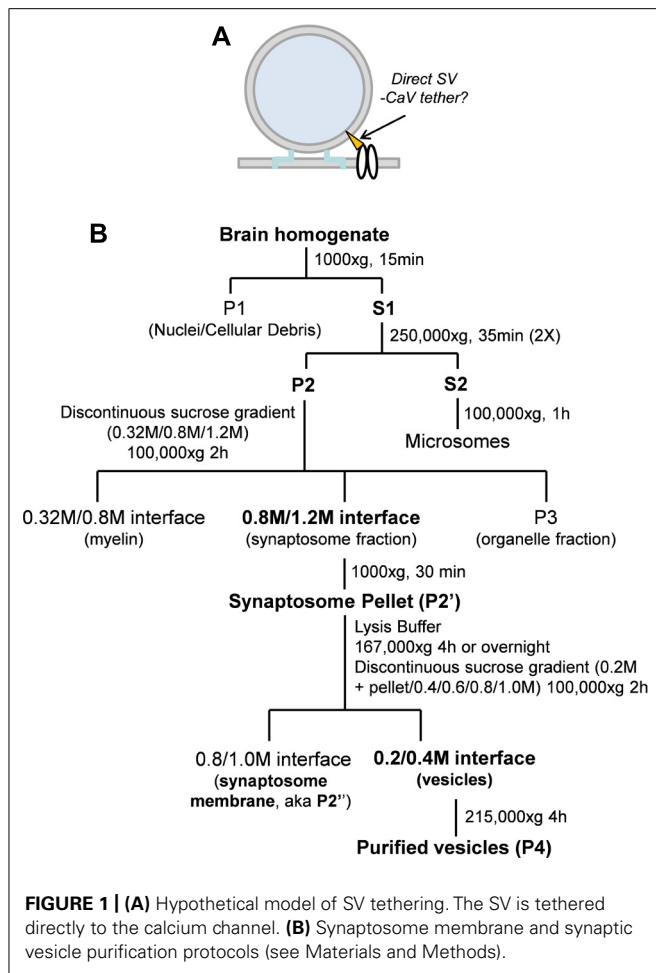 A
Direct SV
-CaV tether?
B
Brain homogenate
1000xg, 15min
P1
(Nuclei/Cellular Debris)
S1
250,000xg, 35min (2X)
P2
S2
Discontinuous sucrose gradient
(0.32M/0.8M/1.2M)
100,000xg 2h
100,000xg, 1h
Microsomes
0.32M/0.8M interface
(myelin)
0.8M/1.2M interface
(synaptosome fraction)
P3
(organelle fraction)
1000xg, 30 min
Synaptosome Pellet (P2')
Lysis Buffer
167,000xg 4h or overnight
Discontinuous sucrose gradient (0.2M
+ pellet/0.4/0.6/0.8/1.0M) 100,000xg 2h
0.8/1.0M interface
(synaptosome
membrane, aka P2'')
0.2/0.4M interface
(vesicles)
215,000xg 4h
Purified vesicles (P4)
FIGURE 1 | (A) Hypothetical model of SV tethering. The SV is tethered
directly to the calcium channel. (B) Synaptosome membrane and synaptic
vesicle purification protocols (see Materials and Methods).